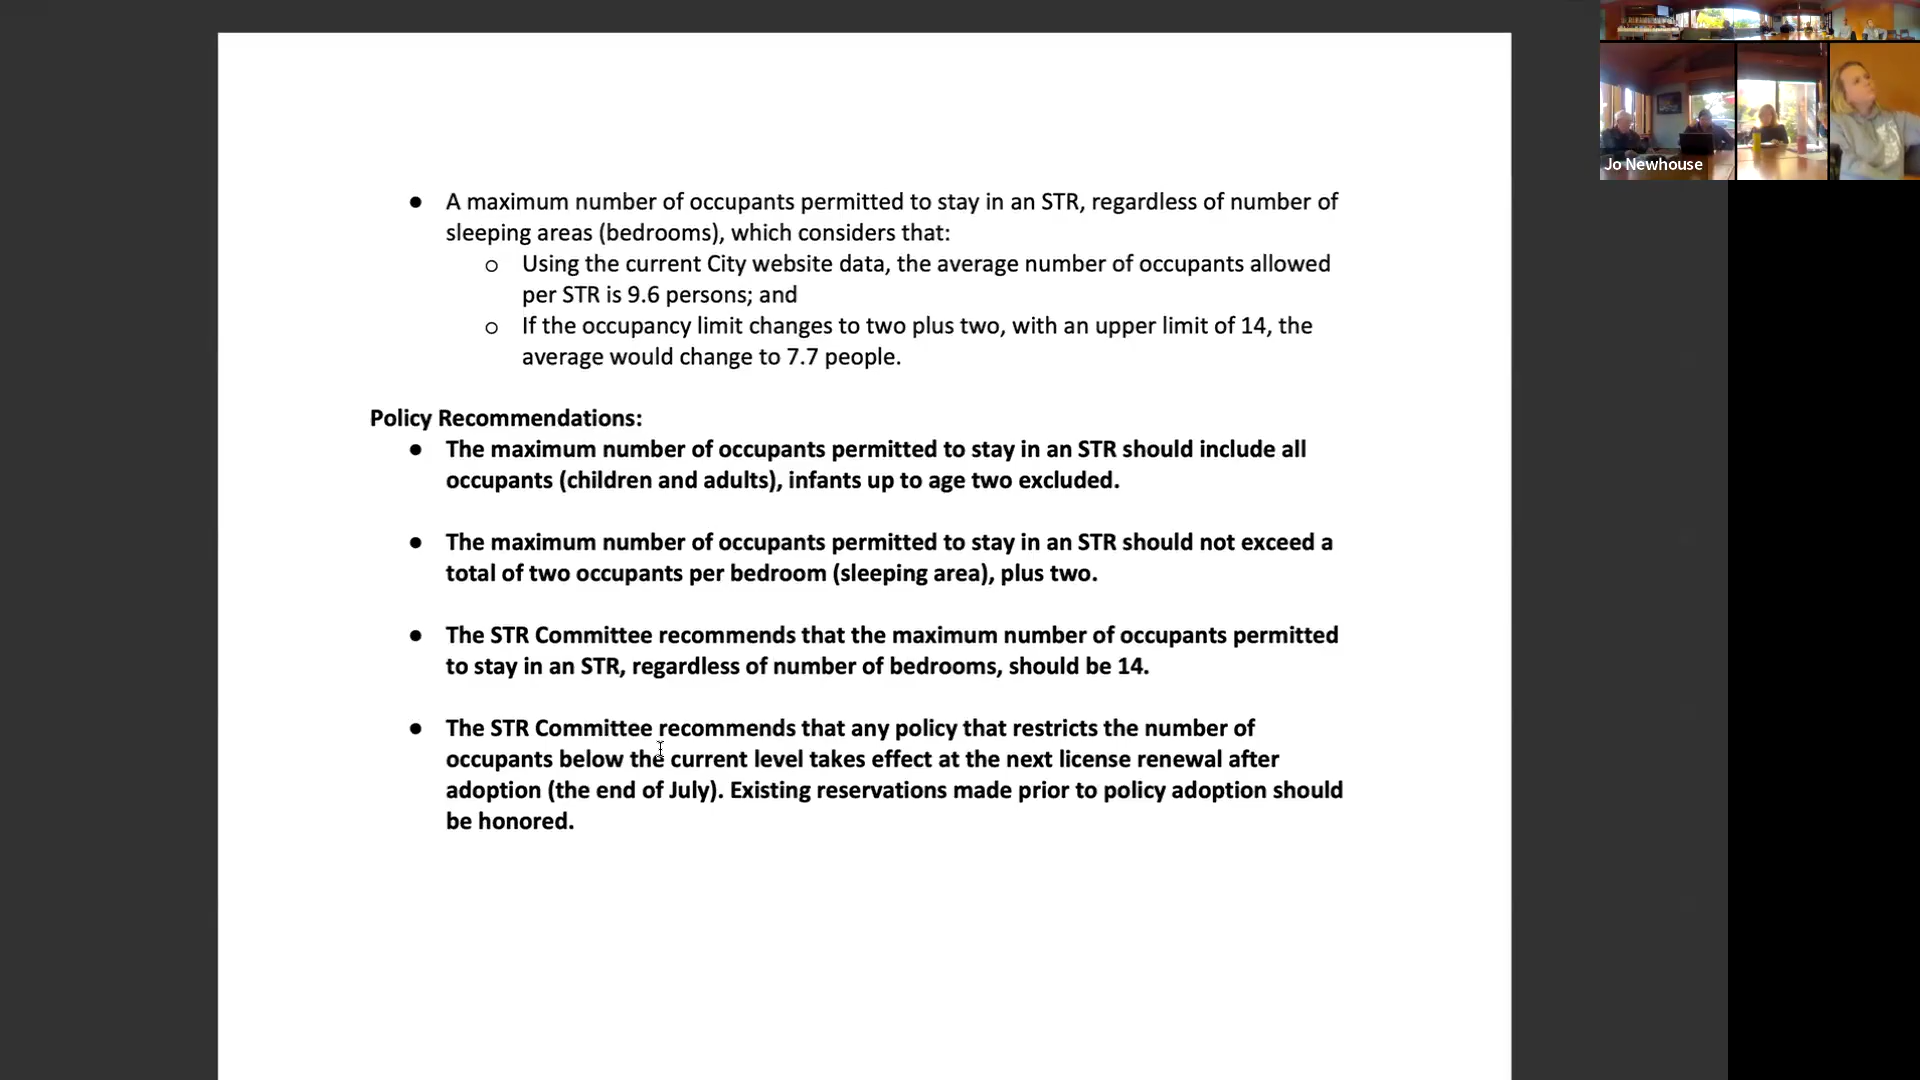 ● A maximum number of occupants permitted to stay in an STR, regardless of number of
sleeping areas (bedrooms), which considers that:
o Using the current City website data, the average number of occupants allowed
per STR is 9.6 persons; and
o If the occupancy limit changes to two plus two, with an upper limit of 14, the
average would change to 7.7 people.
Policy Recommendations:
● The maximum number of occupants permitted to stay in an STR should include all
occupants (children and adults), infants up to age two excluded.
● The maximum number of occupants permitted to stay in an STR should not exceed a
total of two occupants per bedroom (sleeping area), plus two.
● The STR Committee recommends that the maximum number of occupants permitted
to stay in an STR, regardless of number of bedrooms, should be 14.
● The STR Committee recommends that any policy that restricts the number of
occupants below the current level takes effect at the next license renewal after
adoption (the end of July). Existing reservations made prior to policy adoption should
be honored.
Jo Newhouse